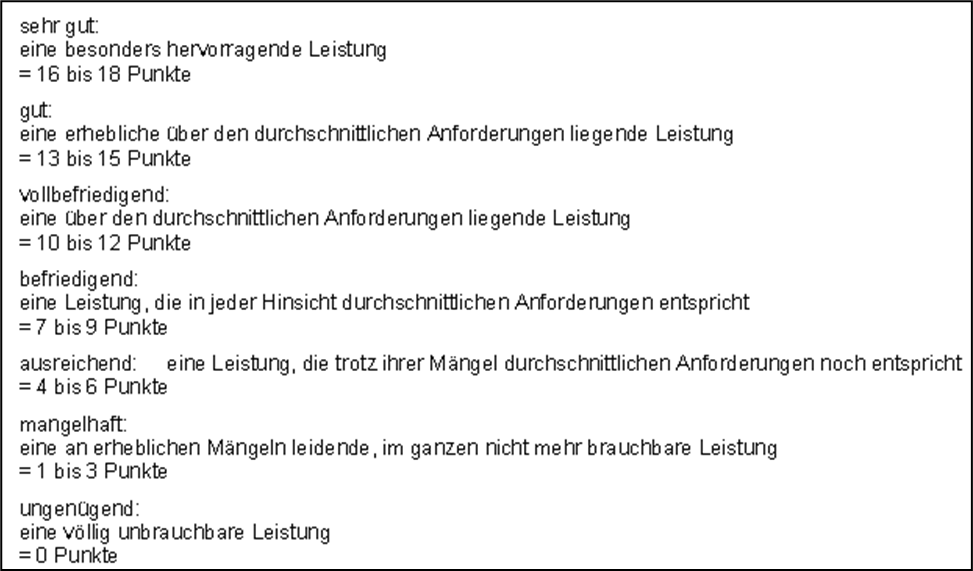 sehr gut:
eine besonders hervorragende Leistung
= 16 bis 18 Punkte
gut:
eine erhebliche über den durchschnittlichen Anforderungen liegende Leistung
= 13 bis 15 Punkte
vollbefriedigend:
eine über den durchschnittlichen Anforderungen liegende Leistung
= 10 bis 12 Punkte
befriedigend:
eine Leistung, die in jeder Hinsicht durchschnittlichen Anforderungen entspricht
= 7 bis 9 Punkte
ausreichend: eine Leistung, die trotz ihrer Mängel durchschnittlichen Anforderungen noch entspricht
= 4 bis 6 Punkte
mangelhaft:
eine an erheblichen Mängeln leidende, im ganzen nicht mehr brauchbare Leistung
= 1 bis 3 Punkte
ungenügend:
eine völlig unbrauchbare Leistung
= 0 Punkte